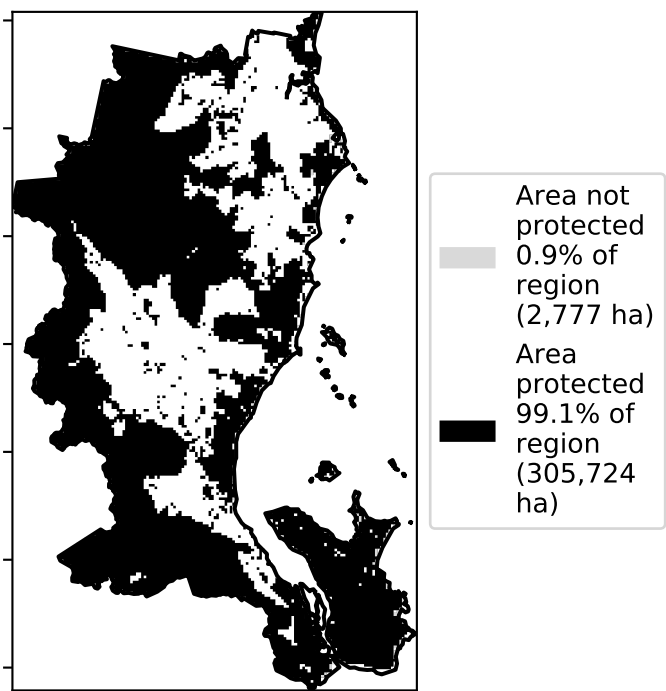 Area not
protected
0.9% of
region
(2,777 ha)
Area
protected
99.1% of
region
(305,724
ha)